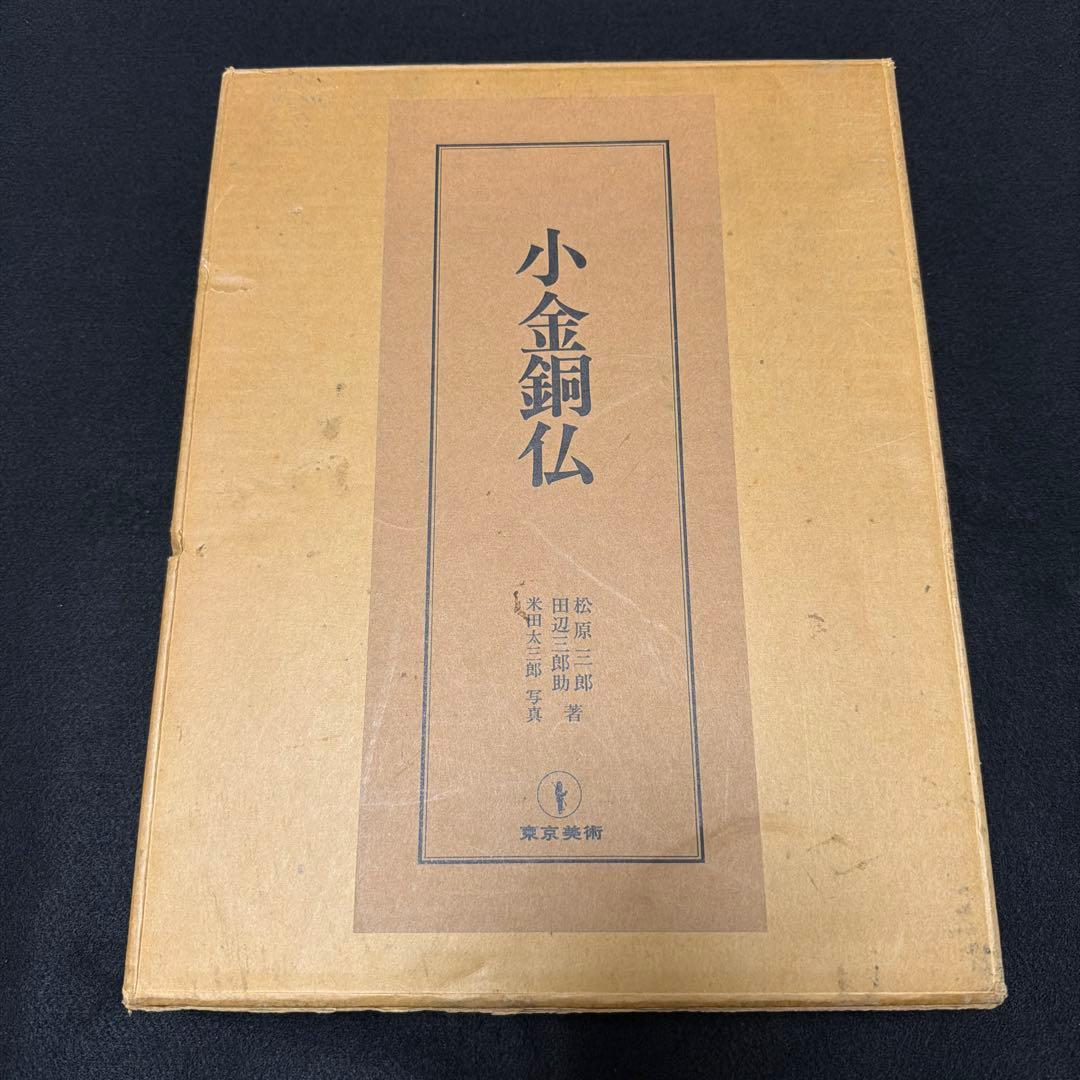 小金銅仏
松原三郎
田辺三郎助 著
米田太三郎 写真
東京美術